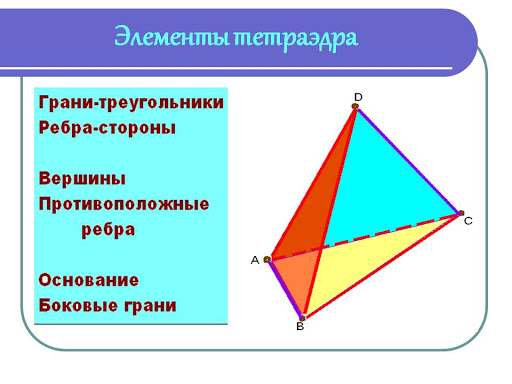 Элементы тетраэдра
Грани-треугольники
Ребра-стороны
Вершины
Противоположные
ребра
Основание
Боковые грани
D
C
A
B